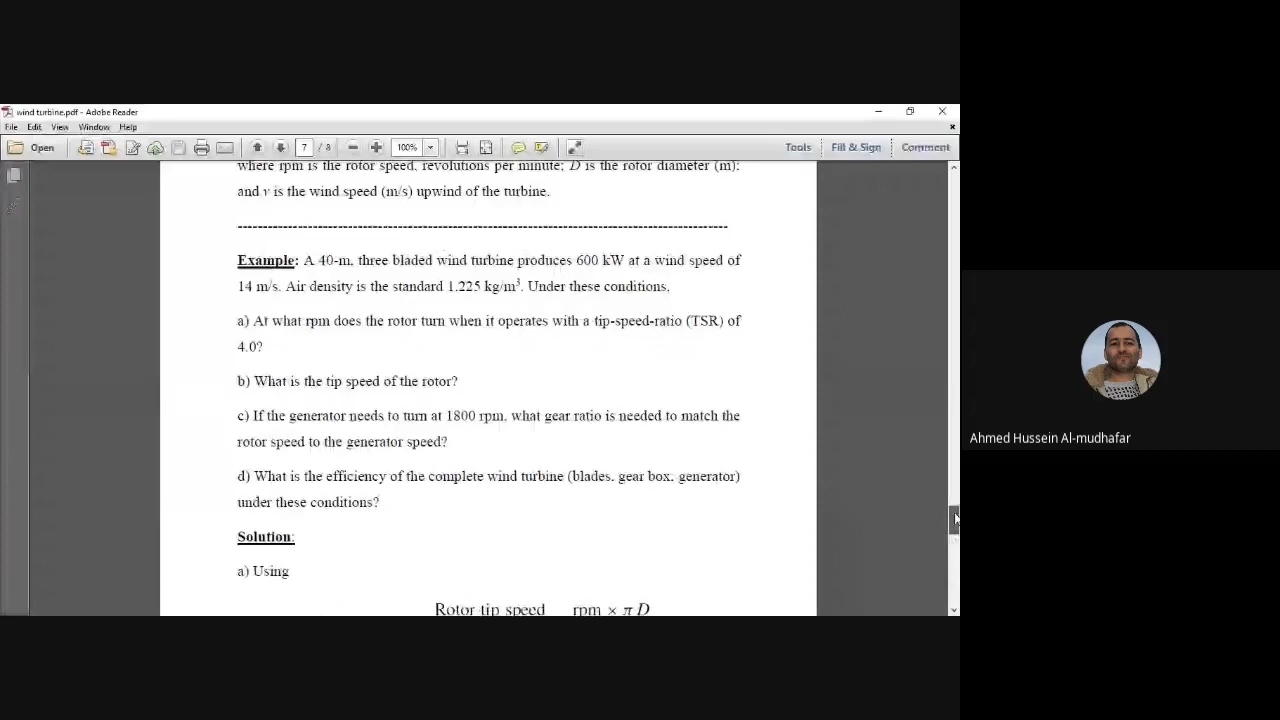 wind turbine.pdf - Adobe Reader
File Edit View Window Help
Open 7 / 8 100% Tools Fill & Sign Comment
where rpm is the rotor speed, revolutions per minute; D is the rotor diameter (m);
and v is the wind speed (m/s) upwind of the turbine.
-----------------------------------------------------------------------------------------------
Example: A 40-m, three bladed wind turbine produces 600 kW at a wind speed of
14 m/s. Air density is the standard 1.225 kg/m³. Under these conditions,
a) At what rpm does the rotor turn when it operates with a tip-speed-ratio (TSR) of
4.0?
b) What is the tip speed of the rotor?
c) If the generator needs to turn at 1800 rpm, what gear ratio is needed to match the
rotor speed to the generator speed?
d) What is the efficiency of the complete wind turbine (blades, gear box, generator)
under these conditions?
Solution:
a) Using
Rotor tip speed rpm × π D
Ahmed Hussein Al-mudhafar